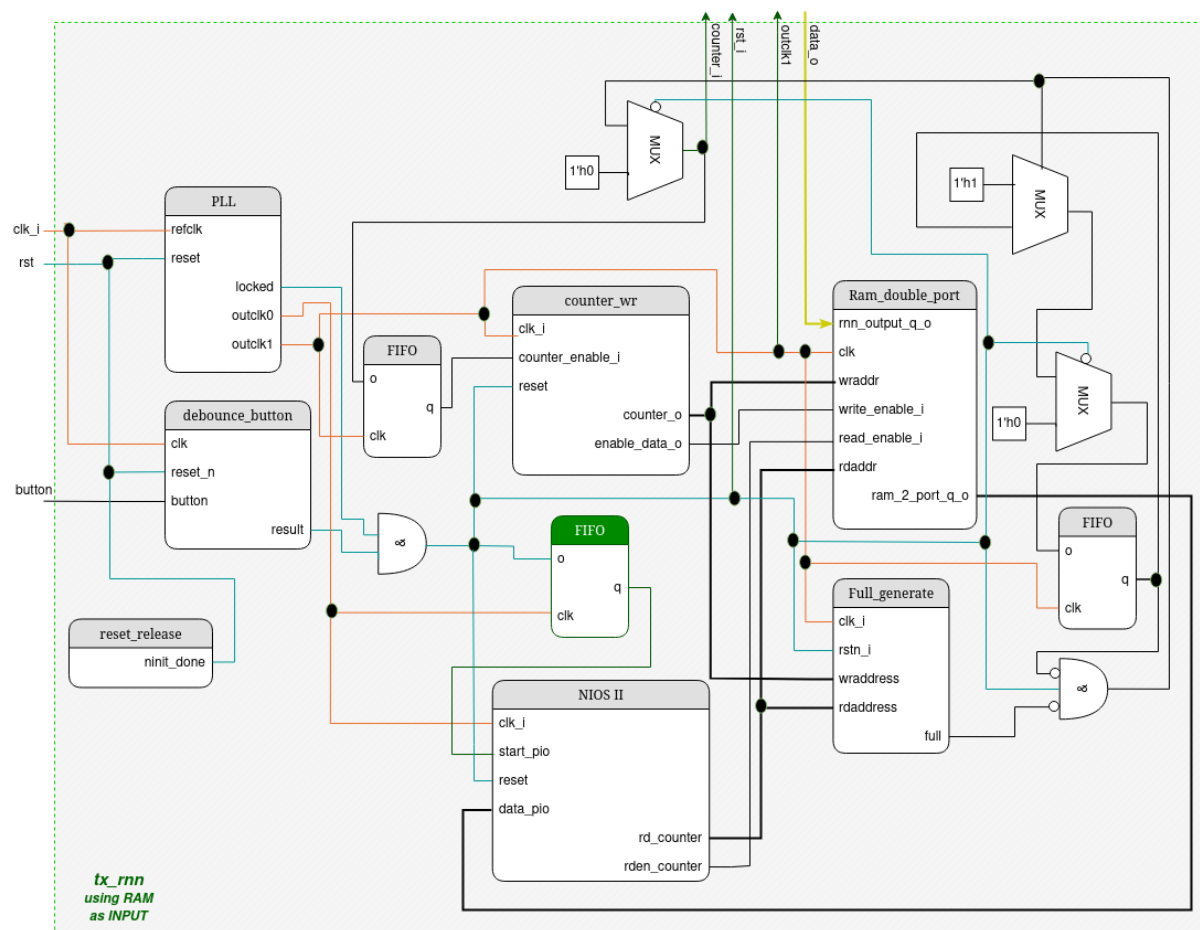 counter_i
rst_i
outclk1
data_o
MUX
1'h0
MUX
1'h1
clk_i
rst
PLL
refclk
reset
locked
outclk0
outclk1
counter_wr
clk_i
counter_enable_i
reset
counter_o
enable_data_o
Ram_double_port
rnn_output_q_o
clk
wraddr
write_enable_i
read_enable_i
rdaddr
ram_2_port_q_o
FIFO
o
q
clk
MUX
1'h0
debounce_button
clk
reset_n
button
result
button
&
FIFO
o
q
clk
FIFO
o
q
clk
Full_generate
clk_i
rstn_i
wraddress
rdaddress
full
&
reset_release
ninit_done
NIOS II
clk_i
start_pio
reset
data_pio
rd_counter
rden_counter
tx_rnn
using RAM
as INPUT